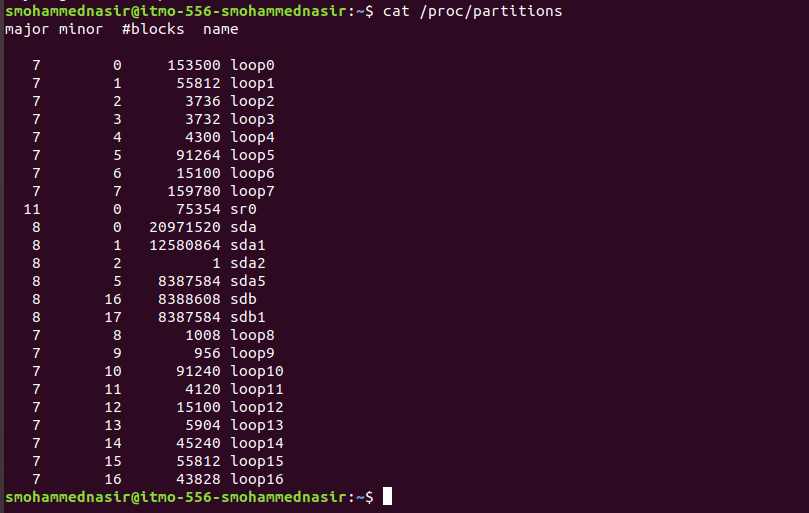 smohammednasir@itmo-556-smohammednasir:~$ cat /proc/partitions
major minor  #blocks  name
   7        0     153500 loop0
   7        1      55812 loop1
   7        2       3736 loop2
   7        3       3732 loop3
   7        4       4300 loop4
   7        5      91264 loop5
   7        6      15100 loop6
   7        7     159780 loop7
  11        0      75354 sr0
   8        0   20971520 sda
   8        1   12580864 sda1
   8        2          1 sda2
   8        5    8387584 sda5
   8       16    8388608 sdb
   8       17    8387584 sdb1
   7        8       1008 loop8
   7        9        956 loop9
   7       10      91240 loop10
   7       11       4120 loop11
   7       12      15100 loop12
   7       13       5904 loop13
   7       14      45240 loop14
   7       15      55812 loop15
   7       16      43828 loop16
smohammednasir@itmo-556-smohammednasir:~$